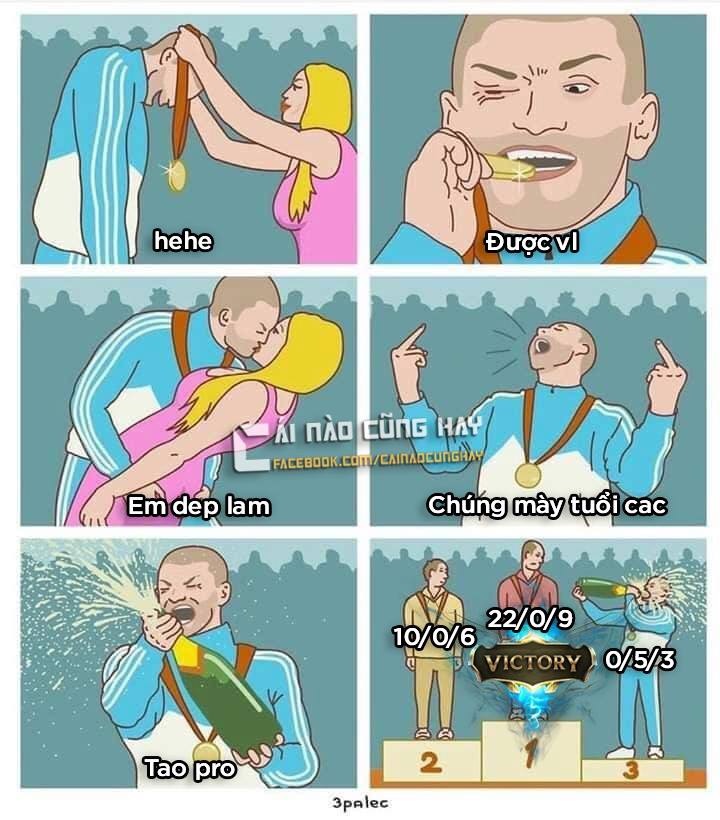 hehe
Được vl
Em dep lam
CÁI NÀO CŨNG HAY
FACEBOOK.COM/CAINAOCUNGHAY
Chúng mày tuổi cac
Tao pro
10/0/6
22/0/9
VICTORY
0/5/3
2
1
3
3palec